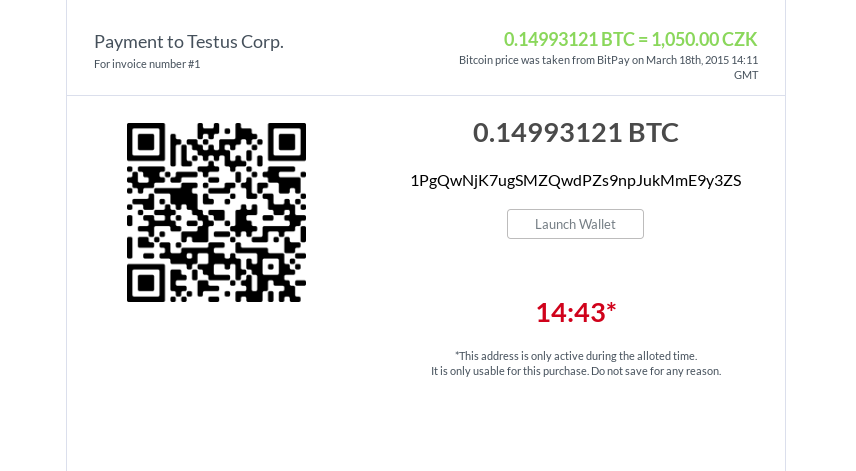 Payment to Testus Corp.
For invoice number #1
0.14993121 BTC = 1,050.00 CZK
Bitcoin price was taken from BitPay on March 18th, 2015 14:11
GMT
0.14993121 BTC
1PgQwNjK7ugSMZQwdPZs9npJukMmE9y3ZS
Launch Wallet
14:43*
*This address is only active during the alloted time.
It is only usable for this purchase. Do not save for any reason.